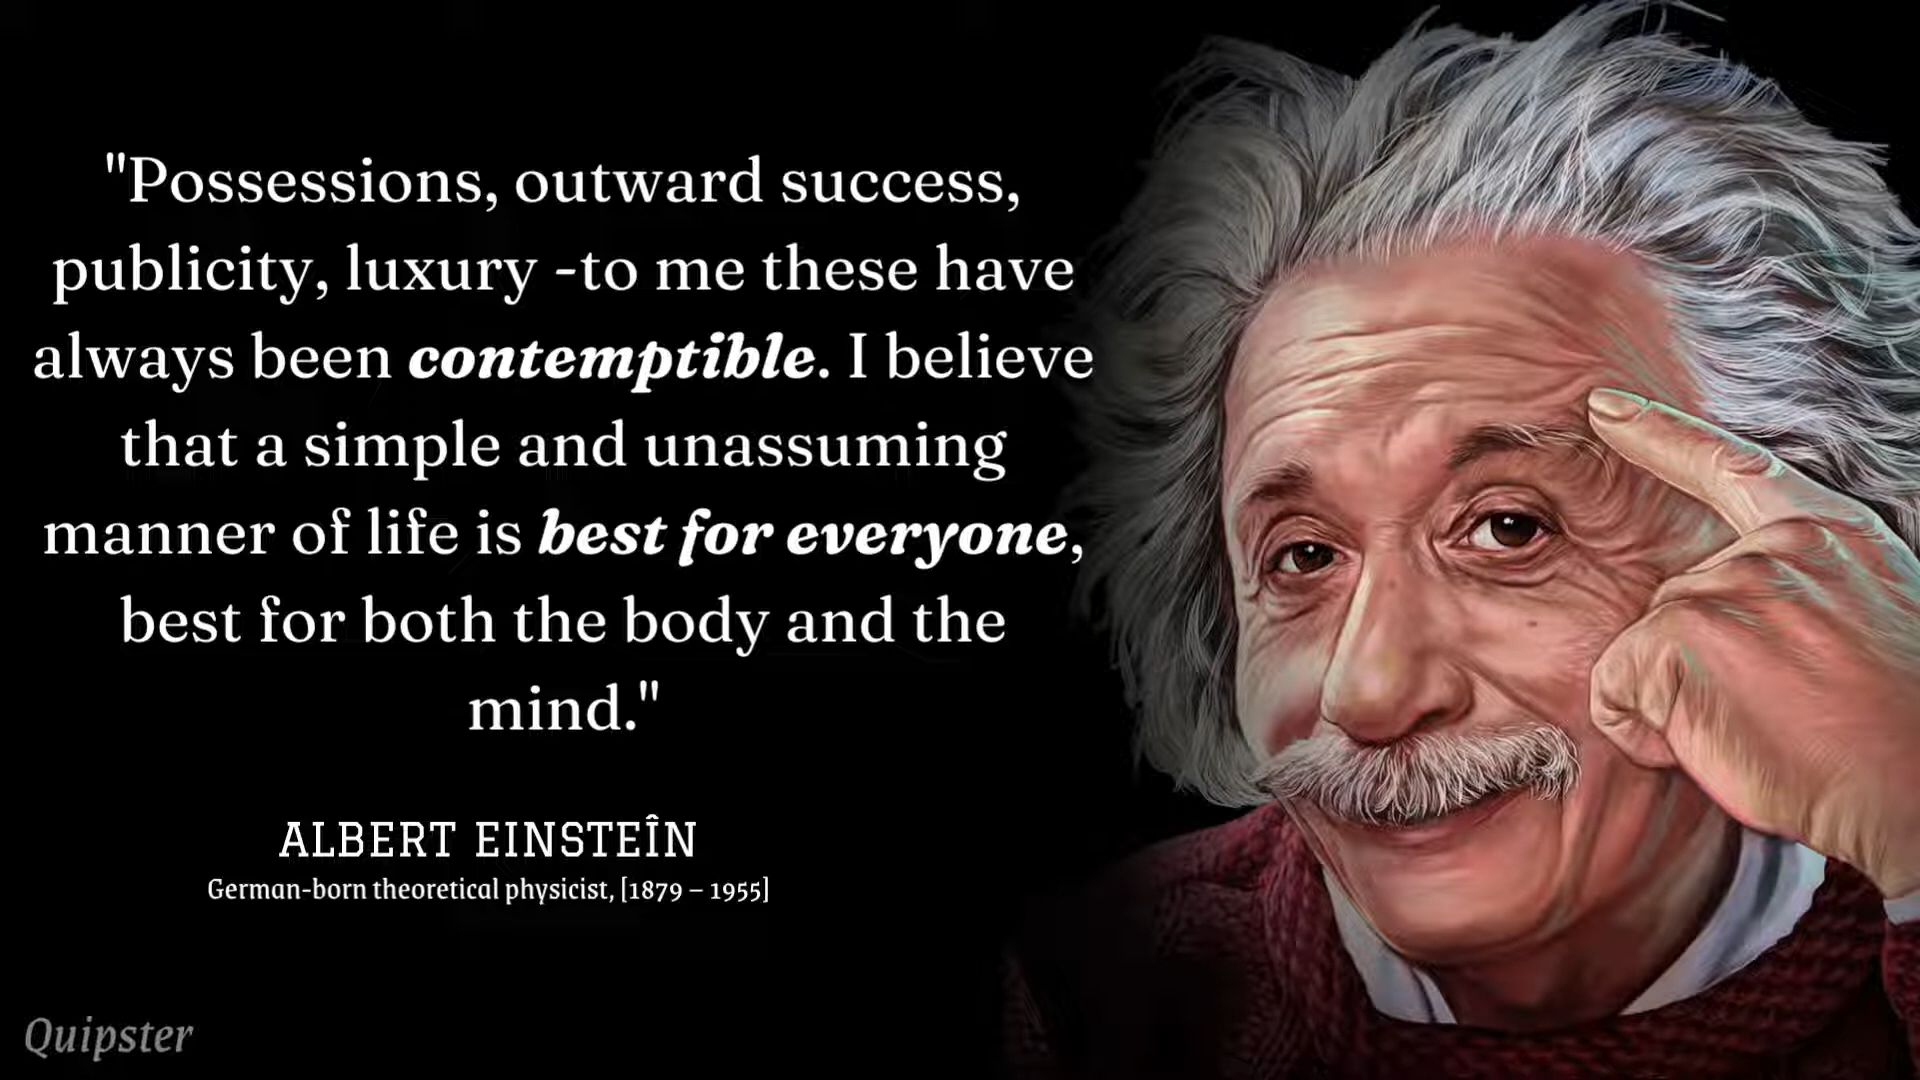 "Possessions, outward success,
publicity, luxury -to me these have
always been contemptible. I believe
that a simple and unassuming
manner of life is best for everyone,
best for both the body and the
mind."
ALBERT EINSTEÎN
German-born theoretical physicist, [1879 – 1955]
Quipster